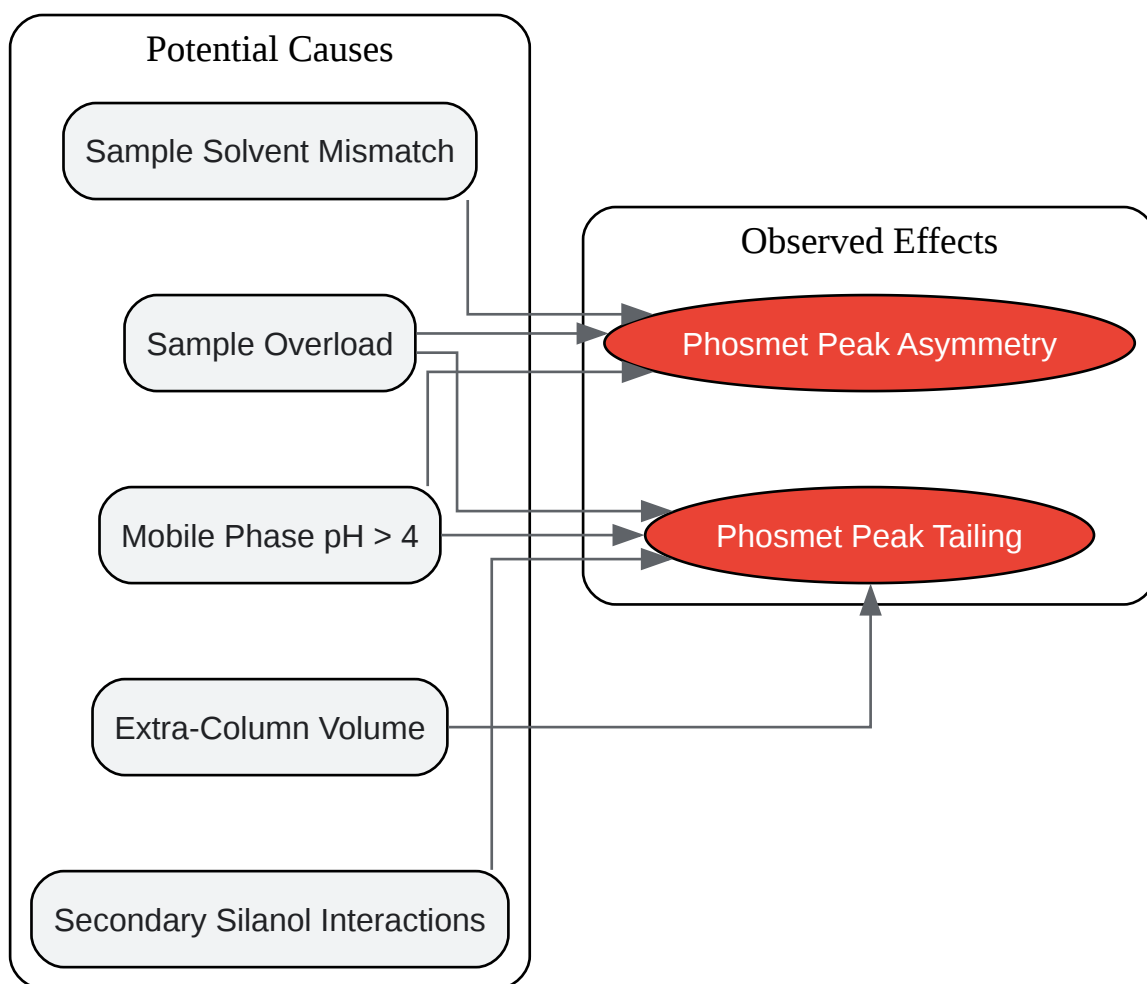 Potential Causes
Sample Solvent Mismatch
Sample Overload
Mobile Phase pH > 4
Extra-Column Volume
Secondary Silanol Interactions
Observed Effects
Phosmet Peak Asymmetry
Phosmet Peak Tailing